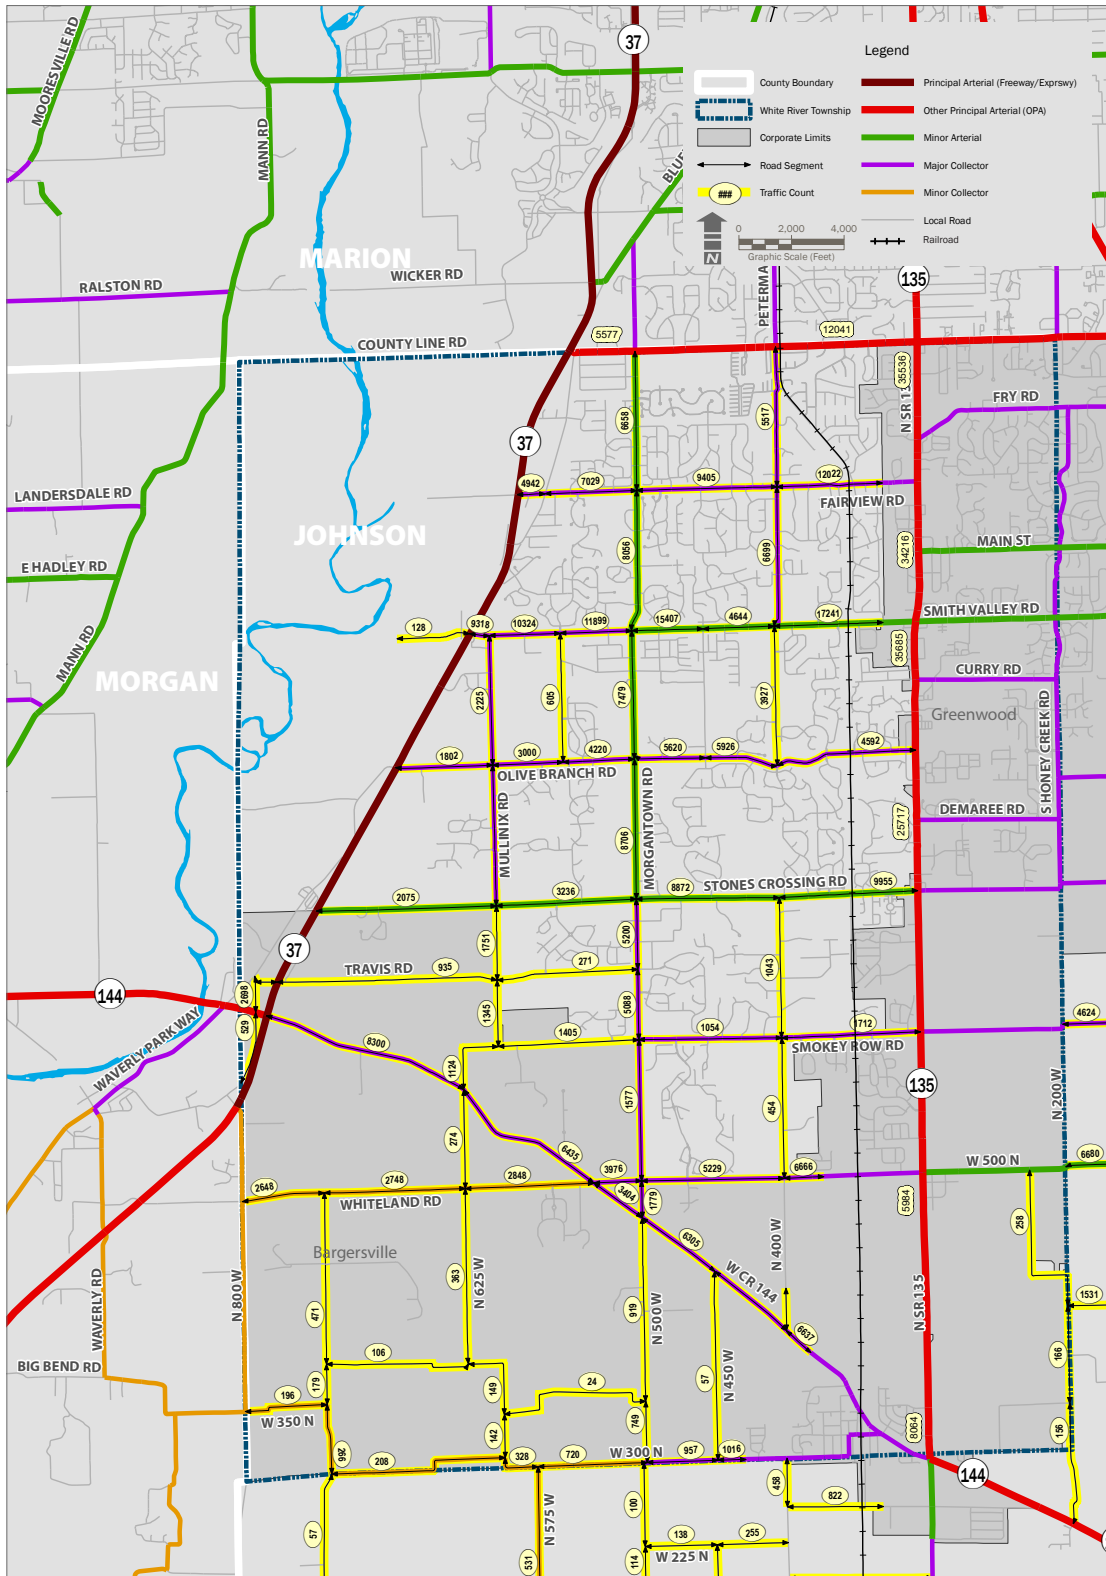 MOORESVILLE RD
37
Legend
County Boundary
White River Township
Corporate Limits
Road Segment
### Traffic Count
Principal Arterial (Freeway/Exprswy)
Other Principal Arterial (OPA)
Minor Arterial
Major Collector
Minor Collector
Local Road
Railroad
N
0 2,000 4,000
Graphic Scale (Feet)
MANN RD
MARION
WICKER RD
RALSTON RD
135
COUNTY LINE RD
5577
12041
35536
FRY RD
6658
5517
37
4942
7029
9405
12022
FAIRVIEW RD
LANDERSDALE RD
JOHNSON
8056
6699
34216
MAIN ST
E HADLEY RD
SMITH VALLEY RD
128
9318
10324
11899
15407
4644
17241
MANN RD
MORGAN
2225
605
7479
3927
35685
CURRY RD
Greenwood
S HONEY CREEK RD
1802
3000
4220
5620
5926
4592
OLIVE BRANCH RD
MULLINIX RD
MORGANTOWN RD
8706
25717
DEMAREE RD
2075
3236
8872
STONES CROSSING RD
9955
37
1751
5200
1043
TRAVIS RD
935
271
144
2698
529
1345
5088
4624
WAVERLY PARK WAY
8300
1405
1054
1712
SMOKEY ROW RD
1124
1577
454
135
N 200 W
274
6435
3976
5229
6666
W 500 N
6680
2648
2748
2848
WHITELAND RD
3404
1779
5984
258
Bargersville
6305
N 400 W
N 800 W
WAVERLY RD
471
363
N 625 W
919
N 500 W
W CR 144
N SR 135
1531
6637
BIG BEND RD
106
57
N 450 W
166
179
149
24
196
W 350 N
142
749
8064
156
266
208
328
720
W 300 N
957
1016
458
144
822
57
531
N 575 W
100
138
255
114
W 225 N